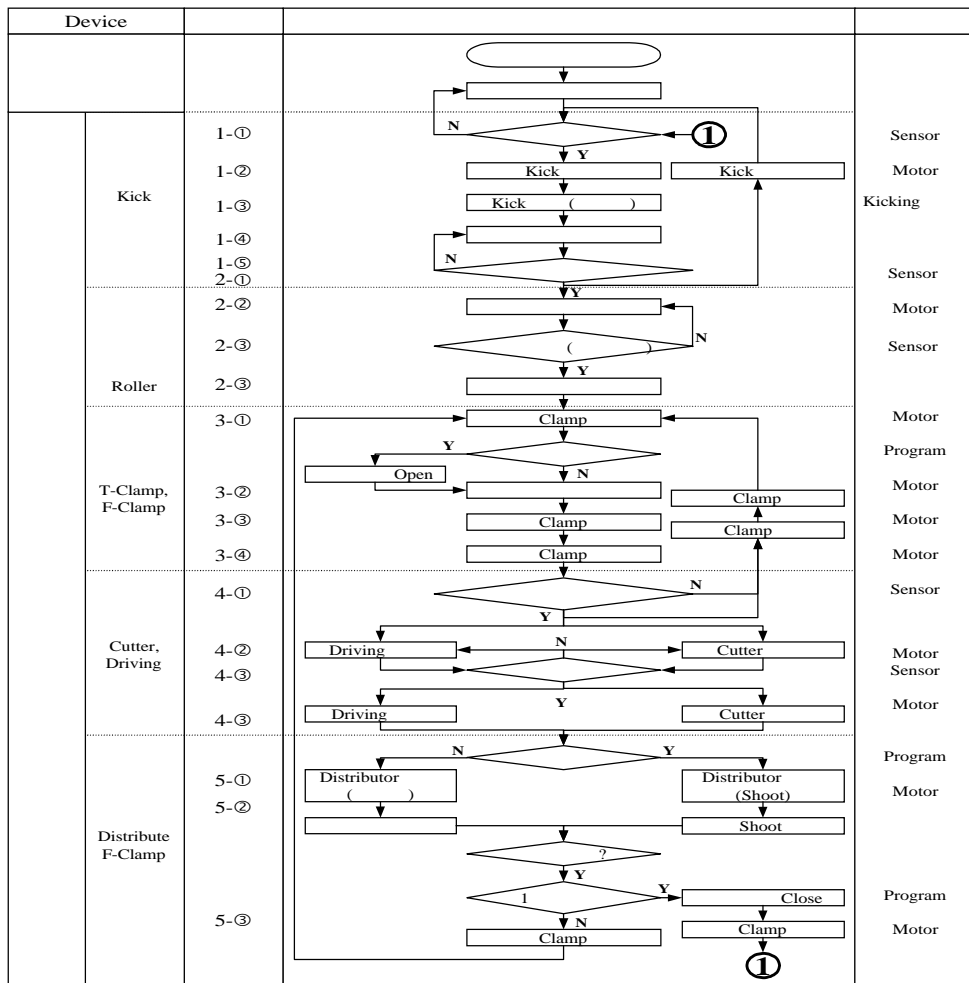 Device
N
1-①
①
Sensor
Y
1-②
Kick
Kick
Motor
Kick
1-③
Kick ( )
Kicking
1-④
N
1-⑤
2-①
Sensor
Y
2-②
Motor
N
2-③
( )
Sensor
Y
Roller
2-③
3-①
Clamp
Motor
Y
Program
Open
N
T-Clamp,
F-Clamp
3-②
Clamp
Motor
3-③
Clamp
Clamp
Motor
3-④
Clamp
Motor
N
4-①
Sensor
Y
Cutter,
Driving
4-②
Driving
N
Cutter
Motor
4-③
Sensor
Y
4-③
Driving
Cutter
Motor
N
Y
Program
5-①
Distributor
( )
Distributor
(Shoot)
Motor
5-②
Shoot
Distribute
F-Clamp
?
Y
1
Y
Close
Program
5-③
N
Clamp
Clamp
Motor
①